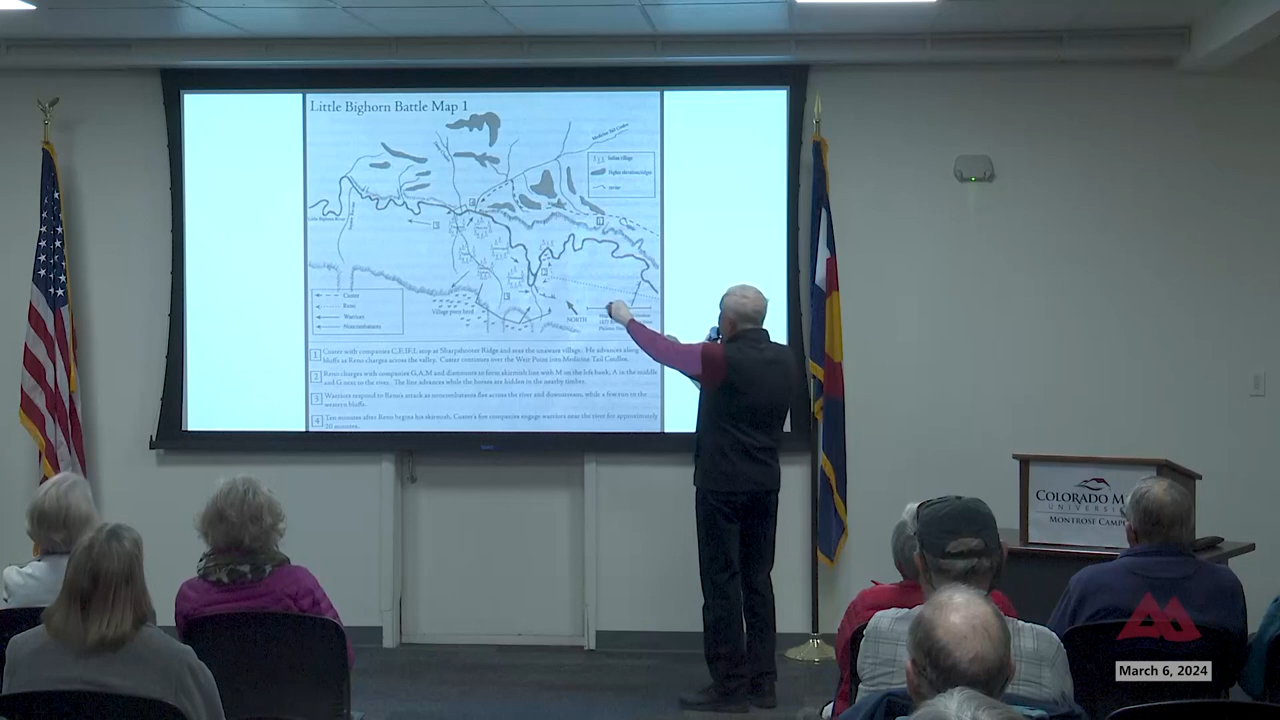 Little Bighorn Battle Map 1
Medicine Tail Coulee
Indian village
Higher elevations/ridges
Little Bighorn River
Custer
Reno
Warriors
Noncombatants
Village pony herd
NORTH
1 Custer with companies C,E,I,F,L stop at Sharpshooter Ridge and sees the unaware village. He advances along
bluffs as Reno charges across the valley. Custer continues over the Weir Point into Medicine Tail Coulee.
2 Reno charges with companies G,A,M and dismounts to form skirmish line with M on the left bank, A in the middle
and G next to the river. The line advances while the horses are hidden in the nearby timber.
3 Warriors respond to Reno's attack as noncombatants flee across the river and downstream, while a few run to the
western bluffs.
4 Ten minutes after Reno begins his skirmish, Custer's five companies engage warriors near the river for approximately
20 minutes.
COLORADO M
UNIVERSI
MONTROSE CAMPU
March 6, 2024